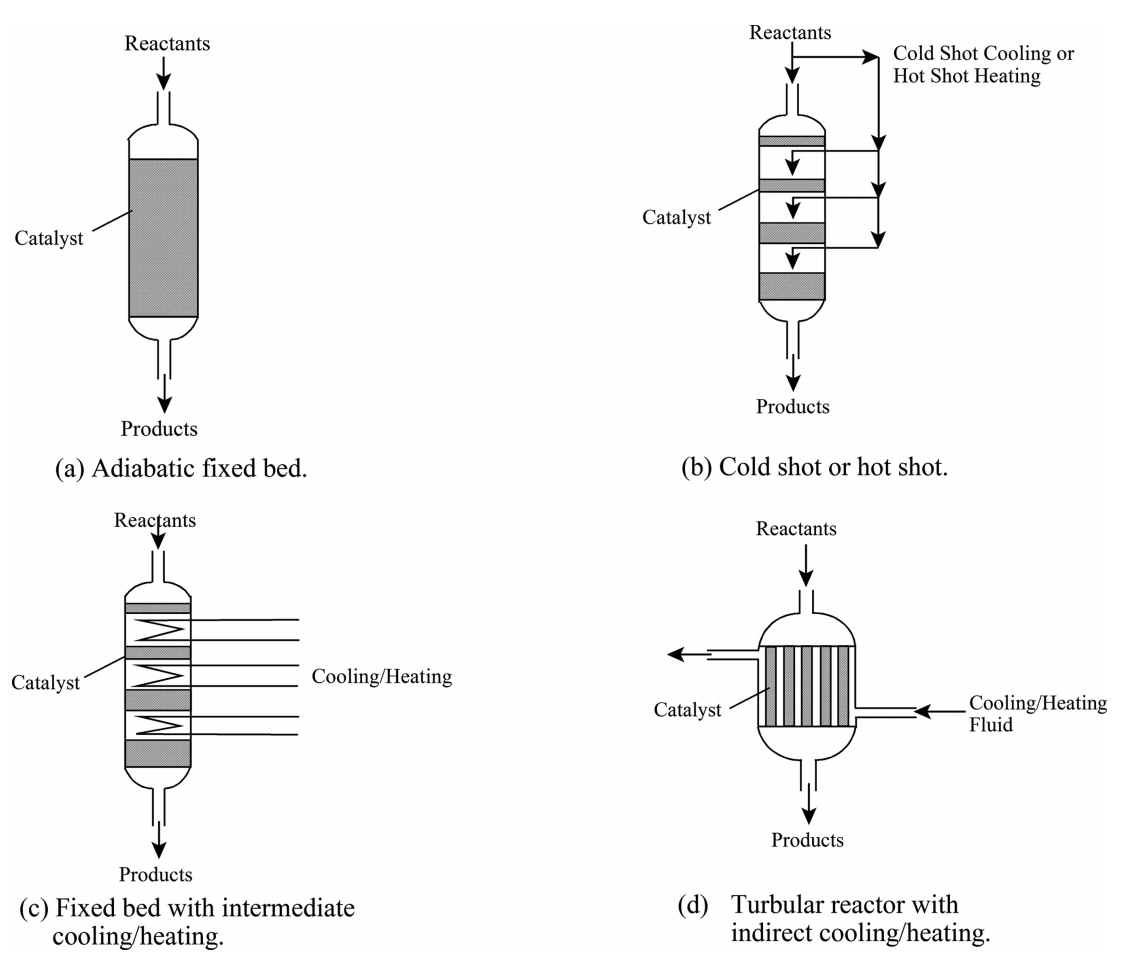 Reactants
Catalyst
Products
(a) Adiabatic fixed bed.
Reactants
Cold Shot Cooling or
Hot Shot Heating
Catalyst
Products
(b) Cold shot or hot shot.
Reactants
Catalyst
Cooling/Heating
Products
(c) Fixed bed with intermediate
cooling/heating.
Reactants
Catalyst
Cooling/Heating
Fluid
Products
(d) Turbular reactor with
indirect cooling/heating.